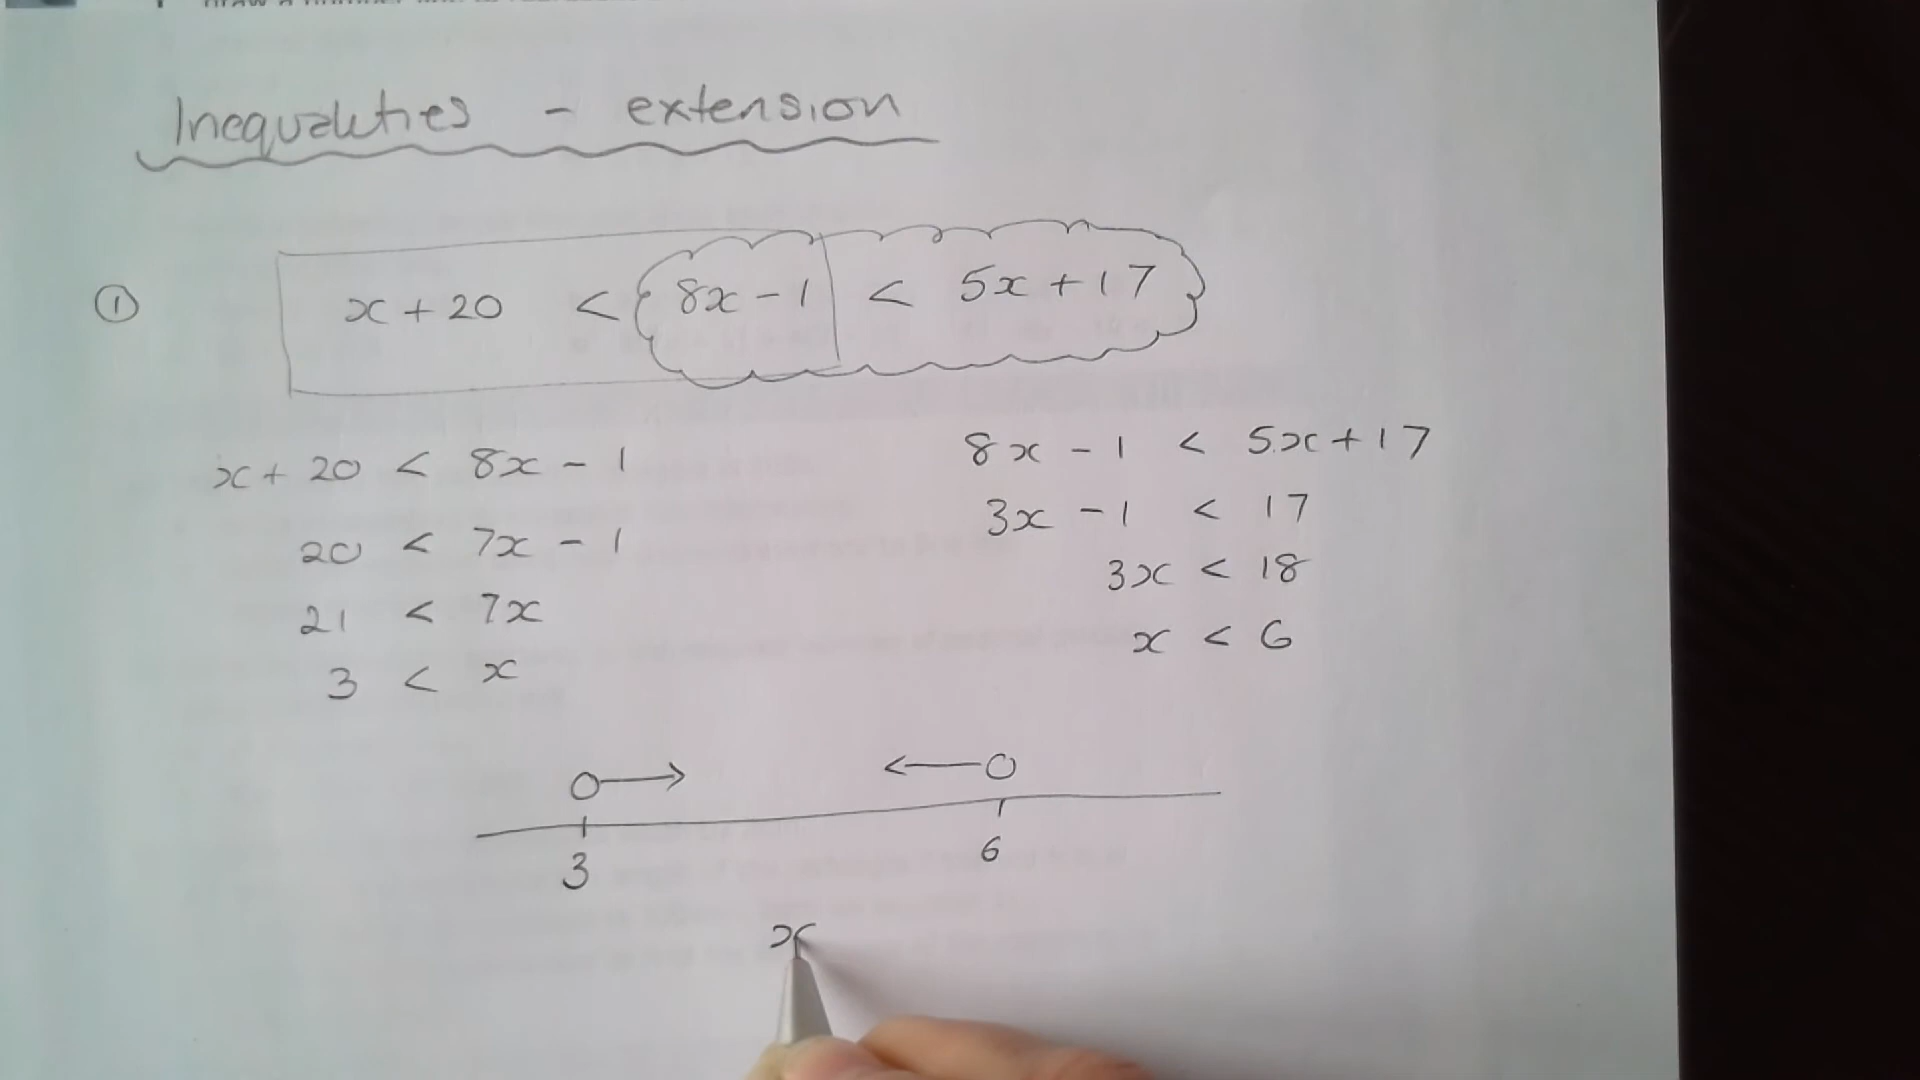 Inequalities - extension
① x + 20 < 8x - 1 < 5x + 17
x + 20 < 8x - 1
20 < 7x - 1
21 < 7x
3 < x
8x - 1 < 5x + 17
3x - 1 < 17
3x < 18
x < 6
3 6
x